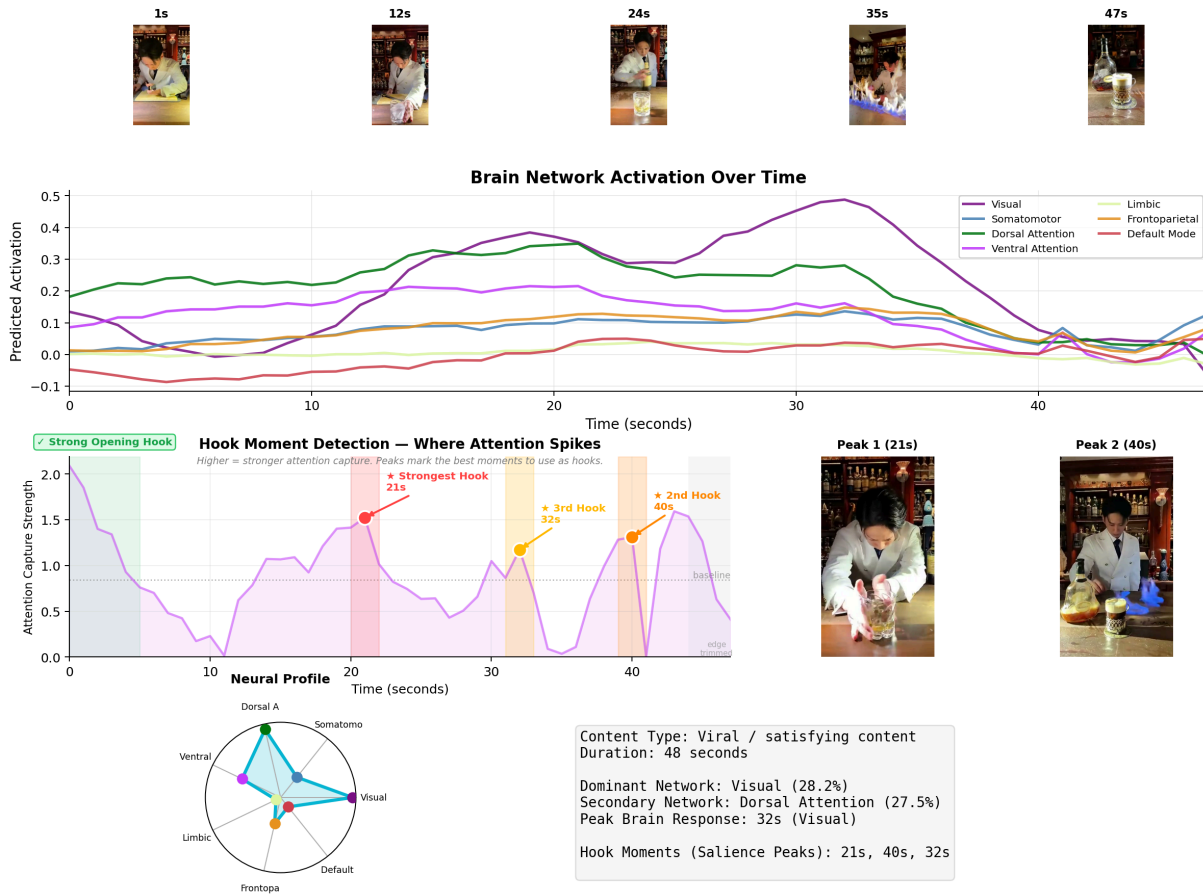 1s
12s
24s
35s
47s
Brain Network Activation Over Time
Predicted Activation
0.5
0.4
0.3
0.2
0.1
0.0
−0.1
Visual
Somatomotor
Dorsal Attention
Ventral Attention
Limbic
Frontoparietal
Default Mode
0 10 20 30 40
Time (seconds)
✓ Strong Opening Hook
Hook Moment Detection — Where Attention Spikes
Higher = stronger attention capture. Peaks mark the best moments to use as hooks.
Attention Capture Strength
2.0
1.5
1.0
0.5
0.0
★ Strongest Hook
21s
★ 3rd Hook
32s
★ 2nd Hook
40s
baseline
edge
trimmed
0 10 20 30 40
Time (seconds)
Peak 1 (21s)
Peak 2 (40s)
Neural Profile
Dorsal A
Somatomo
Ventral
Visual
Limbic
Default
Frontopa
Content Type: Viral / satisfying content
Duration: 48 seconds
Dominant Network: Visual (28.2%)
Secondary Network: Dorsal Attention (27.5%)
Peak Brain Response: 32s (Visual)
Hook Moments (Salience Peaks): 21s, 40s, 32s